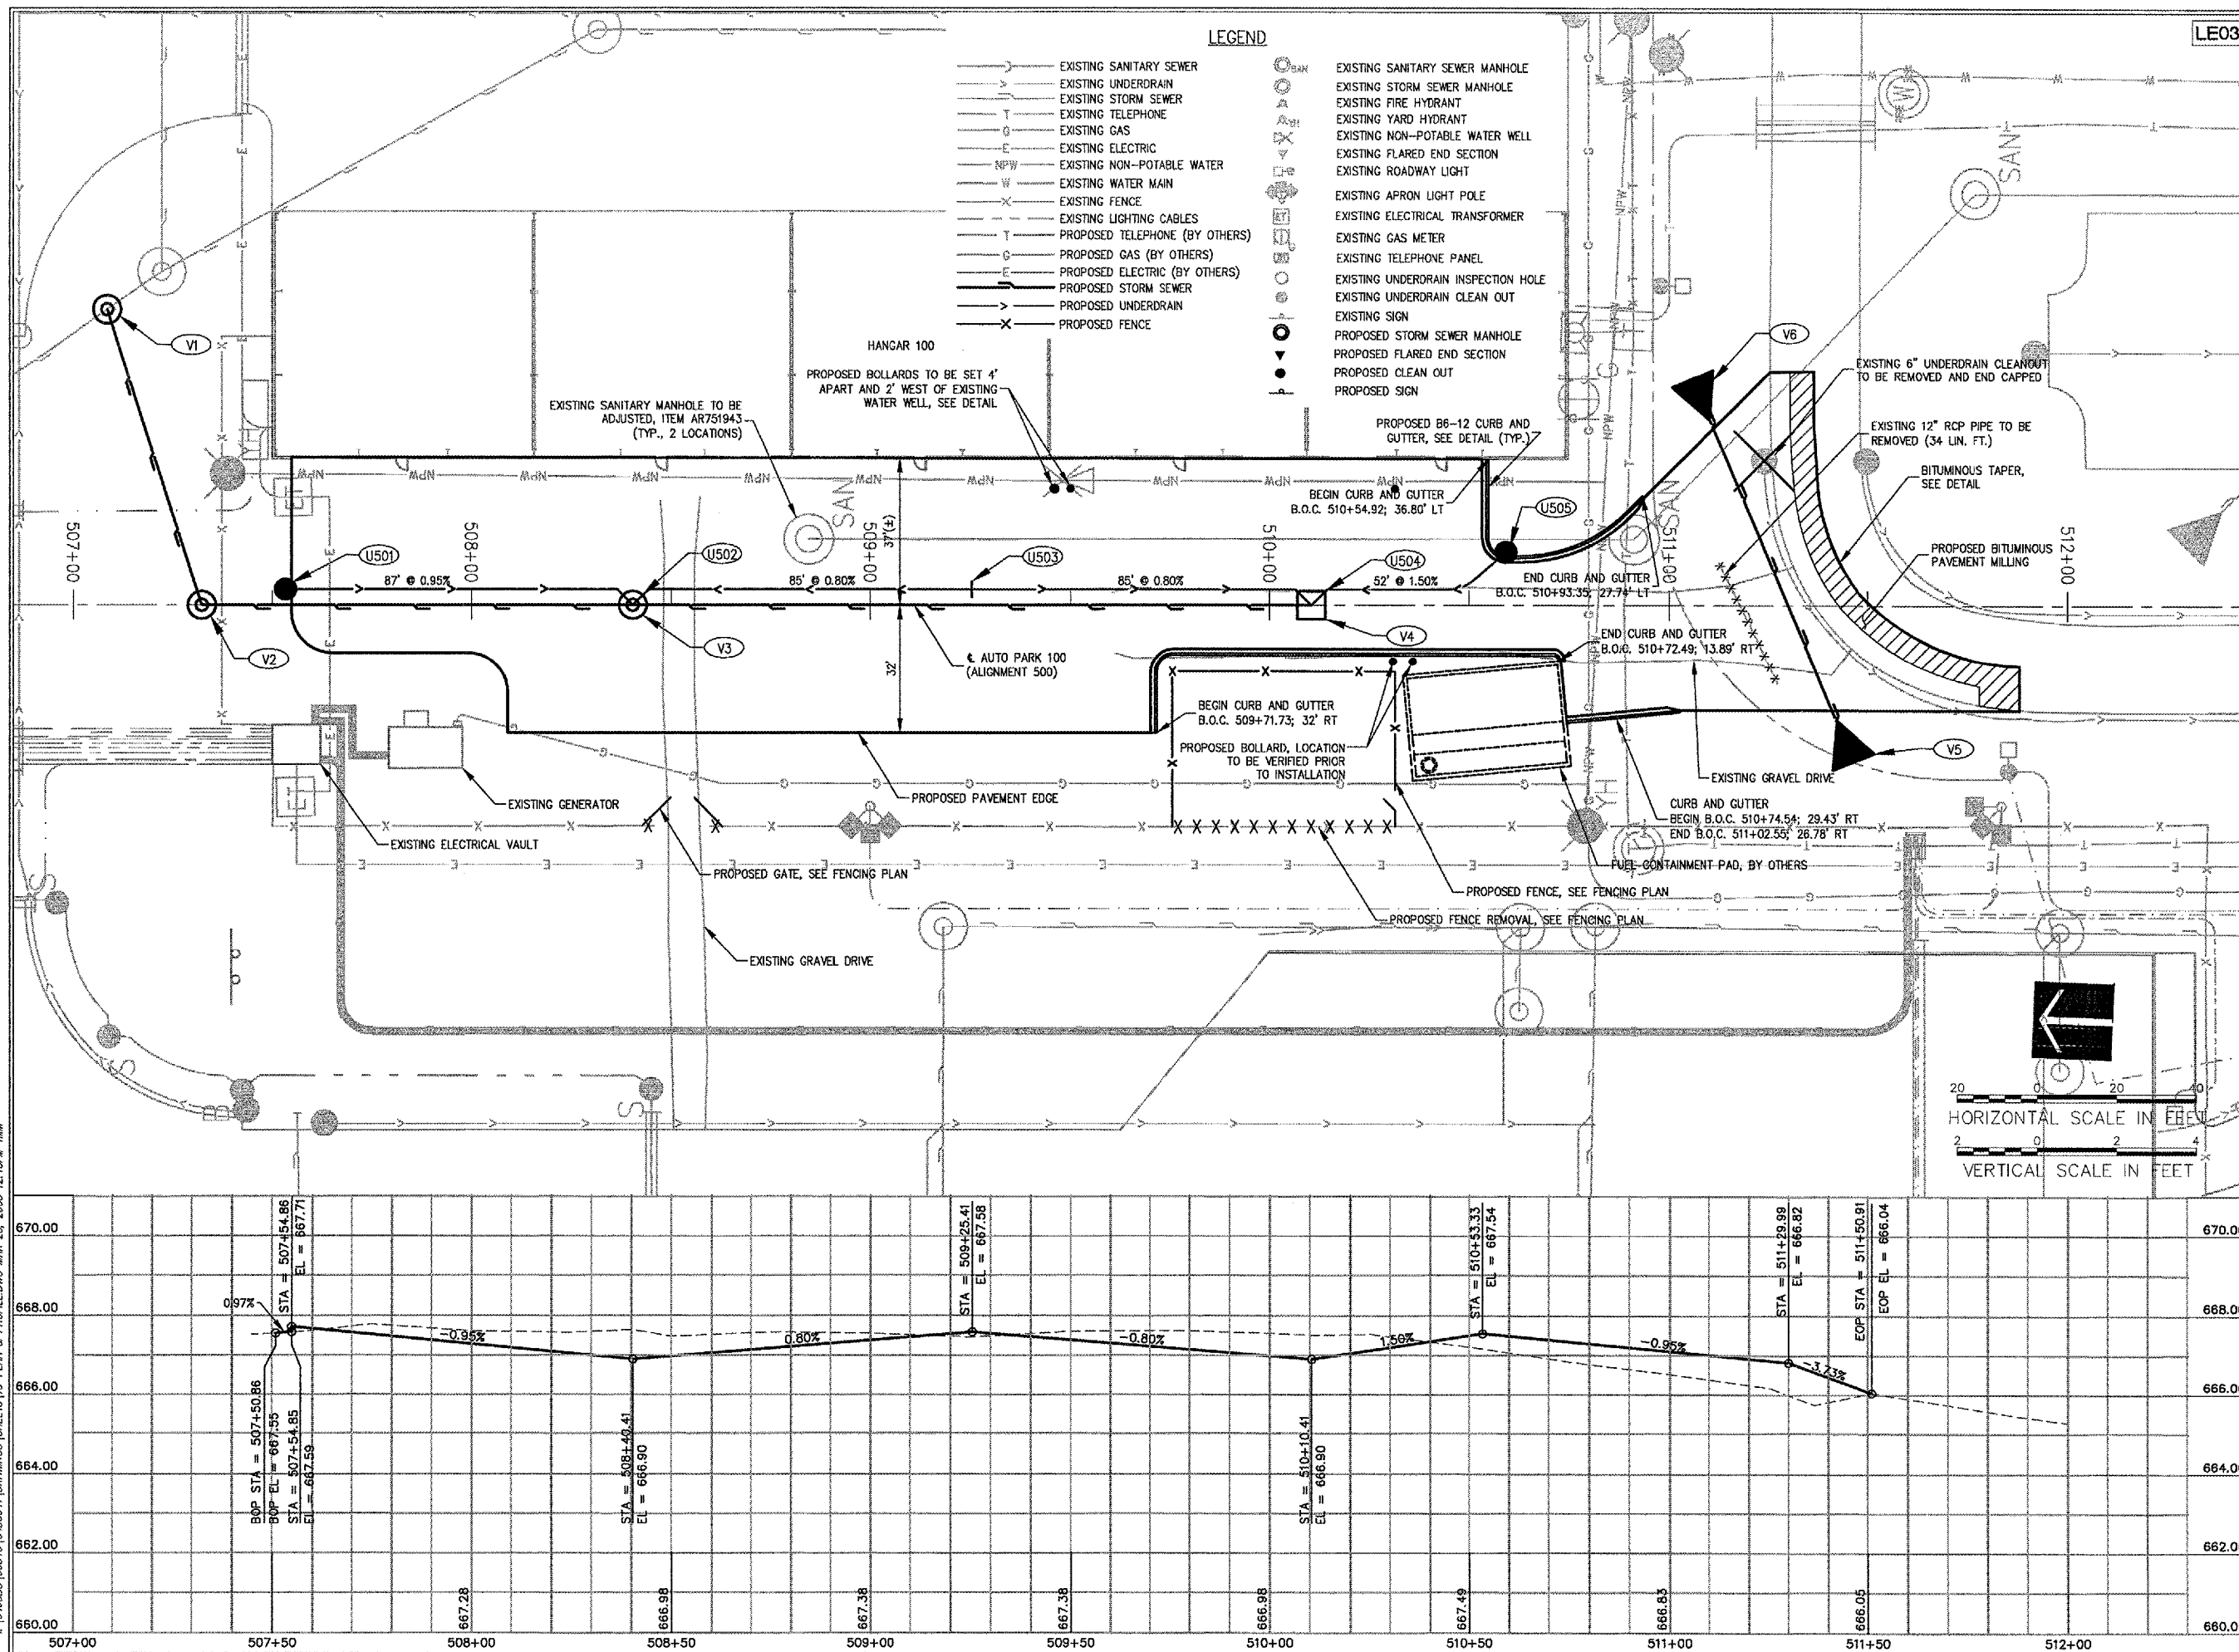 LE03
LEGEND
EXISTING SANITARY SEWER
EXISTING UNDERDRAIN
EXISTING STORM SEWER
T EXISTING TELEPHONE
G EXISTING GAS
E EXISTING ELECTRIC
NPW EXISTING NON-POTABLE WATER
W EXISTING WATER MAIN
X EXISTING FENCE
EXISTING LIGHTING CABLES
T PROPOSED TELEPHONE (BY OTHERS)
G PROPOSED GAS (BY OTHERS)
E PROPOSED ELECTRIC (BY OTHERS)
PROPOSED STORM SEWER
PROPOSED UNDERDRAIN
X PROPOSED FENCE
SAN EXISTING SANITARY SEWER MANHOLE
EXISTING STORM SEWER MANHOLE
EXISTING FIRE HYDRANT
YH EXISTING YARD HYDRANT
EXISTING NON-POTABLE WATER WELL
EXISTING FLARED END SECTION
EXISTING ROADWAY LIGHT
EXISTING APRON LIGHT POLE
ET EXISTING ELECTRICAL TRANSFORMER
EXISTING GAS METER
EXISTING TELEPHONE PANEL
EXISTING UNDERDRAIN INSPECTION HOLE
EXISTING UNDERDRAIN CLEAN OUT
EXISTING SIGN
PROPOSED STORM SEWER MANHOLE
PROPOSED FLARED END SECTION
PROPOSED CLEAN OUT
PROPOSED SIGN
V1
HANGAR 100
PROPOSED BOLLARDS TO BE SET 4'
APART AND 2' WEST OF EXISTING
WATER WELL, SEE DETAIL
EXISTING SANITARY MANHOLE TO BE
ADJUSTED, ITEM AR751943
(TYP., 2 LOCATIONS)
PROPOSED B6-12 CURB AND
GUTTER, SEE DETAIL (TYP.)
V6
EXISTING 6" UNDERDRAIN CLEANOUT
TO BE REMOVED AND END CAPPED
EXISTING 12" RCP PIPE TO BE
REMOVED (34 LIN. FT.)
BITUMINOUS TAPER,
SEE DETAIL
PROPOSED BITUMINOUS
PAVEMENT MILLING
BEGIN CURB AND GUTTER
B.O.C. 510+54.92; 36.80' LT
U505
SAN
SAN
SAN
507+00
508+00
509+00
510+00
511+00
512+00
37'(±)
U501
U502
U503
U504
87' @ 0.95%
85' @ 0.80%
85' @ 0.80%
52' @ 1.50%
END CURB AND GUTTER
B.O.C. 510+93.35; 27.74' LT
V2
V3
V4
32'
℄ AUTO PARK 100
(ALIGNMENT 500)
END CURB AND GUTTER
B.O.C. 510+72.49; 13.89' RT
BEGIN CURB AND GUTTER
B.O.C. 509+71.73; 32' RT
PROPOSED BOLLARD, LOCATION
TO BE VERIFIED PRIOR
TO INSTALLATION
V5
EXISTING GRAVEL DRIVE
EXISTING GENERATOR
PROPOSED PAVEMENT EDGE
CURB AND GUTTER
BEGIN B.O.C. 510+74.54; 29.43' RT
END B.O.C. 511+02.55; 26.78' RT
YH
EXISTING ELECTRICAL VAULT
PROPOSED GATE, SEE FENCING PLAN
FUEL CONTAINMENT PAD, BY OTHERS
PROPOSED FENCE, SEE FENCING PLAN
PROPOSED FENCE REMOVAL, SEE FENCING PLAN
EXISTING GRAVEL DRIVE
20 0 20 40
HORIZONTAL SCALE IN FEET
2 0 2 4
VERTICAL SCALE IN FEET
670.00
668.00
666.00
664.00
662.00
660.00
BOP STA = 507+50.86
BOP EL = 667.55
STA = 507+54.85
EL = 667.59
STA = 507+54.86
EL = 667.71
0.97%
-0.95%
STA = 508+40.41
EL = 666.90
0.80%
STA = 509+25.41
EL = 667.58
-0.80%
STA = 510+10.41
EL = 666.90
1.50%
STA = 510+53.33
EL = 667.54
-0.95%
STA = 511+29.99
EL = 666.82
-3.73%
EOP STA = 511+50.91
EOP EL = 666.04
667.28
666.98
667.38
667.38
666.98
667.49
666.83
666.05
507+00 507+50 508+00 508+50 509+00 509+50 510+00 510+50 511+00 511+50 512+00